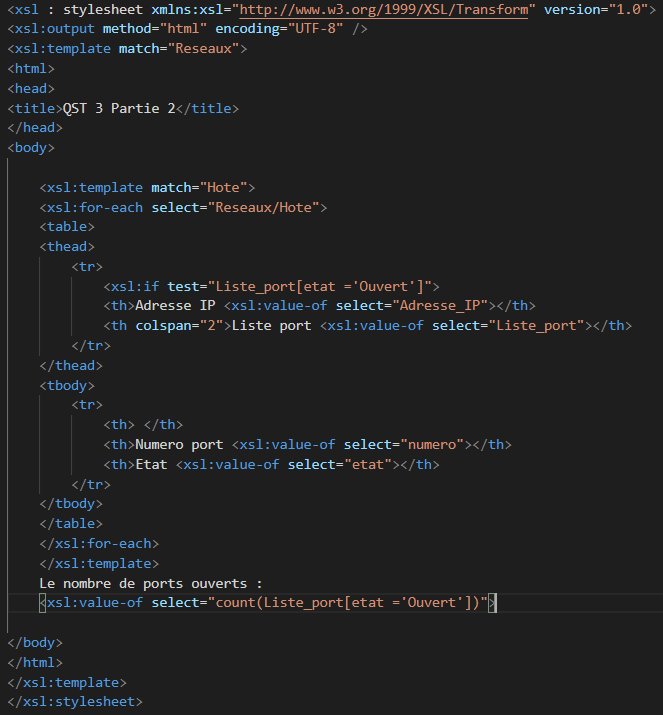 <xsl : stylesheet xmlns:xsl="http://www.w3.org/1999/XSL/Transform" version="1.0">
<xsl:output method="html" encoding="UTF-8" />
<xsl:template match="Reseaux">
<html>
<head>
<title>QST 3 Partie 2</title>
</head>
<body>
<xsl:template match="Hote">
<xsl:for-each select="Reseaux/Hote">
<table>
<thead>
<tr>
<xsl:if test="Liste_port[etat ='Ouvert']">
<th>Adresse IP <xsl:value-of select="Adresse_IP"></th>
<th colspan="2">Liste port <xsl:value-of select="Liste_port"></th>
</tr>
</thead>
<tbody>
<tr>
<th> </th>
<th>Numero port <xsl:value-of select="numero"></th>
<th>Etat <xsl:value-of select="etat"></th>
</tr>
</tbody>
</table>
</xsl:for-each>
</xsl:template>
Le nombre de ports ouverts :
<xsl:value-of select="count(Liste_port[etat ='Ouvert'])">
</body>
</html>
</xsl:template>
</xsl:stylesheet>